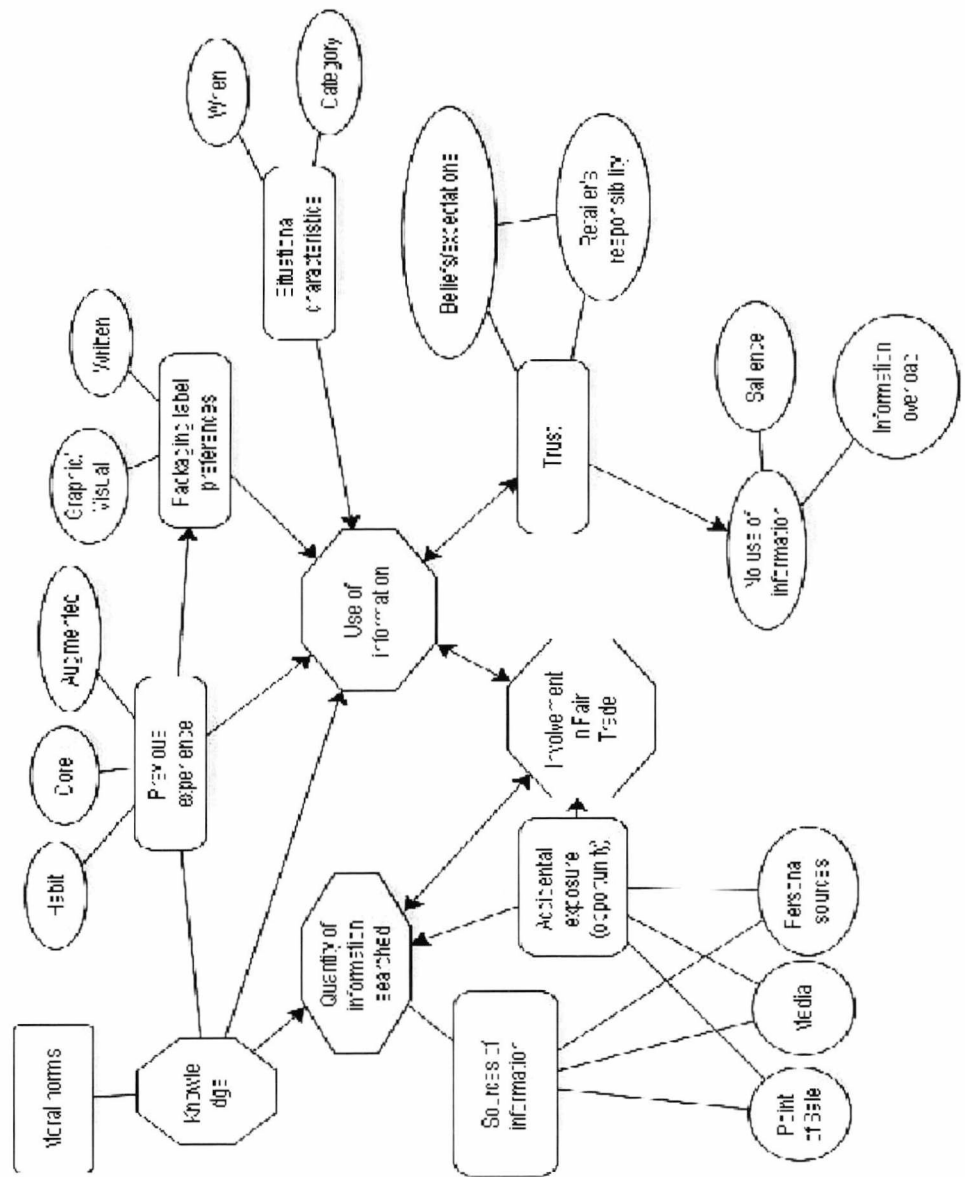 Moral norms
Habit
Core
Augmented
Graphic/
Visual
Written
When
Category
Knowle
dge
Previous
experience
Packaging label
preferences
Situational
characteristics
Quantity of
information
searched
Use of
information
Beliefs/expectations
Sources of
information
Accidental
exposure
(opportunity)
Involvement
in Fair
Trade
Trust
Retailer's
responsibility
Point
of Sale
Media
Personal
sources
No use of
information
Salience
Information
overload